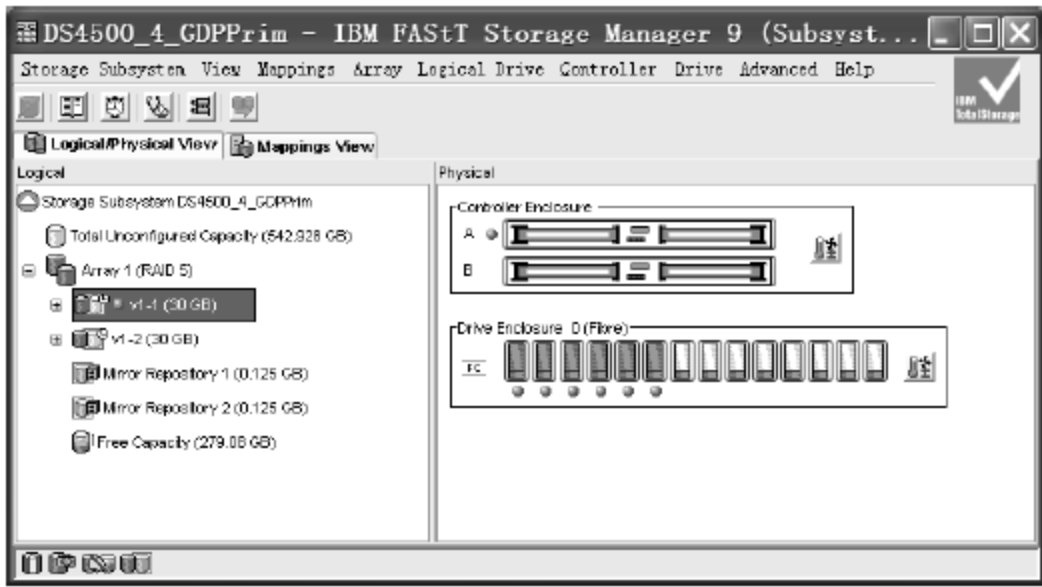 DS4500_4_GDPPrim - IBM FAStT Storage Manager 9 (Subsyst...
Storage Subsystem View Mappings Array Logical Drive Controller Drive Advanced Help
IBM
TotalStorage
Logical/Physical View Mappings View
Logical
Physical
Storage Subsystem DS4500_4_GDPPrim
Total Unconfigured Capacity (542.928 GB)
Array 1 (RAID 5)
v1-1 (30 GB)
v1-2 (30 GB)
Mirror Repository 1 (0.125 GB)
Mirror Repository 2 (0.125 GB)
Free Capacity (279.08 GB)
Controller Enclosure
A
B
Drive Enclosure 0 (Fibre)
FC